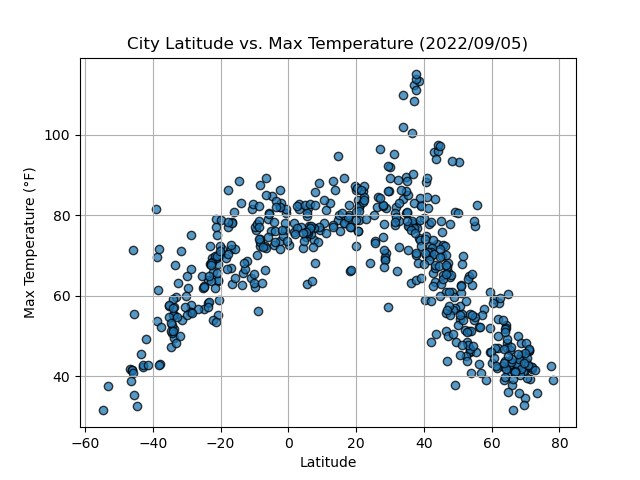 City Latitude vs. Max Temperature (2022/09/05)
Max Temperature (°F)
100
80
60
40
−60 −40 −20 0 20 40 60 80
Latitude